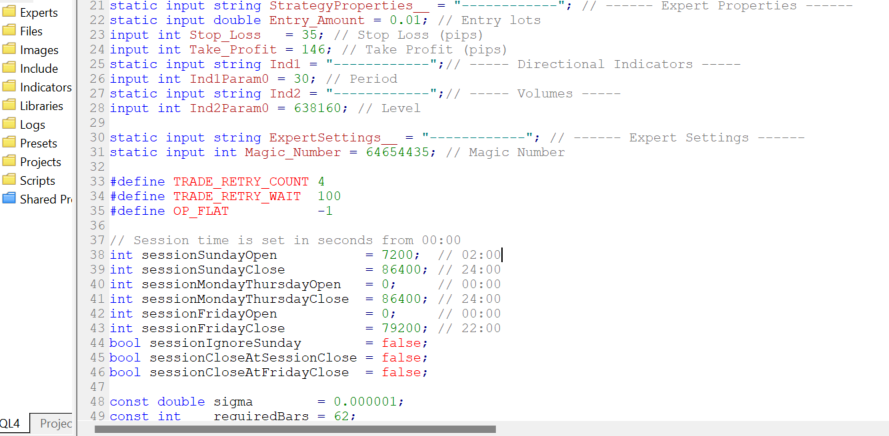 Experts
Files
Images
Include
Indicators
Libraries
Logs
Presets
Projects
Scripts
Shared
QL4 Projec
21 static input string StrategyProperties__ = "------------"; // ------ Expert Properties ------
22 static input double Entry_Amount = 0.01; // Entry lots
23 input int Stop_Loss   = 35; // Stop Loss (pips)
24 input int Take_Profit = 146; // Take Profit (pips)
25 static input string Ind1 = "------------";// ----- Directional Indicators -----
26 input int Ind1Param0 = 30; // Period
27 static input string Ind2 = "------------";// ----- Volumes -----
28 input int Ind2Param0 = 638160; // Level
29
30 static input string ExpertSettings__ = "------------"; // ------ Expert Settings ------
31 static input int Magic_Number = 64654435; // Magic Number
32
33 #define TRADE_RETRY_COUNT 4
34 #define TRADE_RETRY_WAIT  100
35 #define OP_FLAT           -1
36
37 // Session time is set in seconds from 00:00
38 int sessionSundayOpen           = 7200;  // 02:00
39 int sessionSundayClose          = 86400; // 24:00
40 int sessionMondayThursdayOpen   = 0;     // 00:00
41 int sessionMondayThursdayClose  = 86400; // 24:00
42 int sessionFridayOpen           = 0;     // 00:00
43 int sessionFridayClose          = 79200; // 22:00
44 bool sessionIgnoreSunday        = false;
45 bool sessionCloseAtSessionClose = false;
46 bool sessionCloseAtFridayClose  = false;
47
48 const double sigma        = 0.000001;
49 const int    requiredBars = 62;